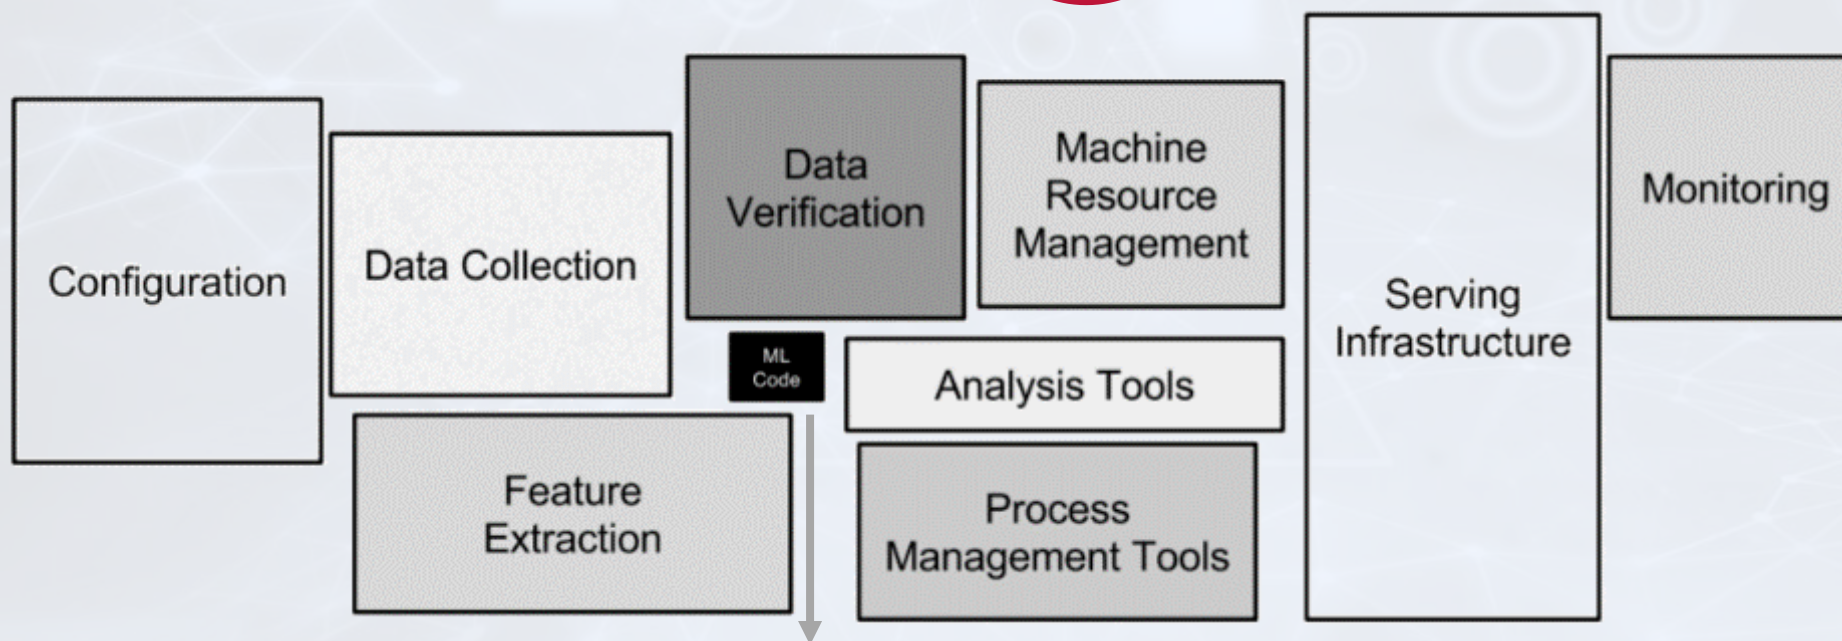 Configuration
Data Collection
Data
Verification
Machine
Resource
Management
Serving
Infrastructure
Monitoring
ML
Code
Analysis Tools
Feature
Extraction
Process
Management Tools